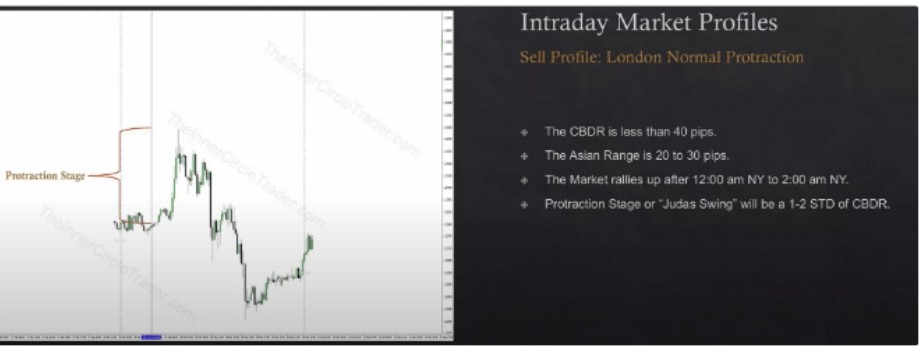 Intraday Market Profiles
Sell Profile: London Normal Protraction
The CBDR is less than 40 pips.
The Asian Range is 20 to 30 pips.
The Market rallies up after 12:00 am NY to 2:00 am NY.
Protraction Stage or "Judas Swing" will be a 1-2 STD of CBDR.
Protraction Stage
TheInnerCircleTrader.com
TheInnerCircleTrader.com
TheInnerCircleTrader.com